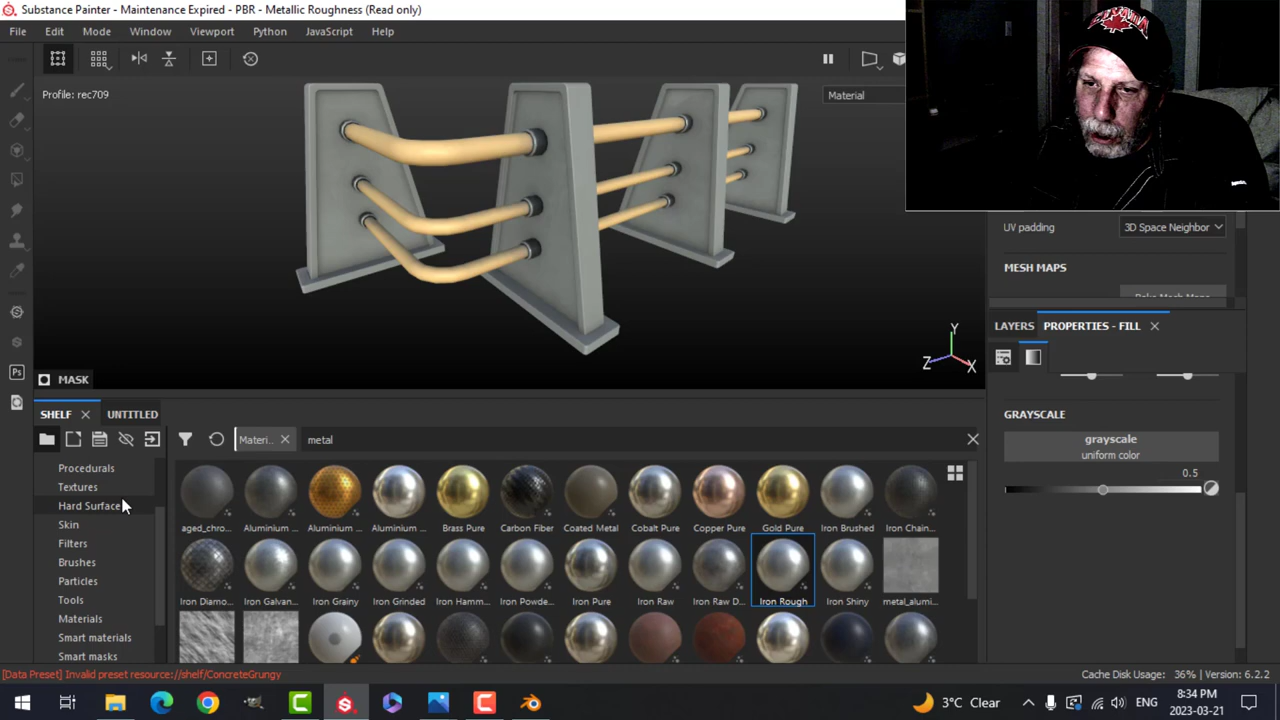 Substance Painter - Maintenance Expired - PBR - Metallic Roughness (Read only)
File Edit Mode Window Viewport Python JavaScript Help
Profile: rec709
Material
UV padding
3D Space Neighbor
MESH MAPS
Bake Mesh Maps
LAYERS
PROPERTIES - FILL
MASK
GRAYSCALE
grayscale
uniform color
0.5
SHELF
UNTITLED
Materi..
metal
Procedurals
Textures
Hard Surface
Skin
Filters
Brushes
Particles
Tools
Materials
Smart materials
Smart masks
aged_chro... Aluminium ... Aluminium ... Aluminium ... Brass Pure Carbon Fiber Coated Metal Cobalt Pure Copper Pure Gold Pure Iron Brushed Iron Chain...
Iron Diamo... Iron Galvan... Iron Grainy Iron Grinded Iron Hamm... Iron Powde... Iron Pure Iron Raw Iron Raw D... Iron Rough Iron Shiny metal_alumi...
[Data Preset] Invalid preset resource://shelf/ConcreteGrungy
Cache Disk Usage: 36% | Version: 6.2.2
Ps
Y
Z
X
3°C Clear
ENG
8:34 PM
2023-03-21